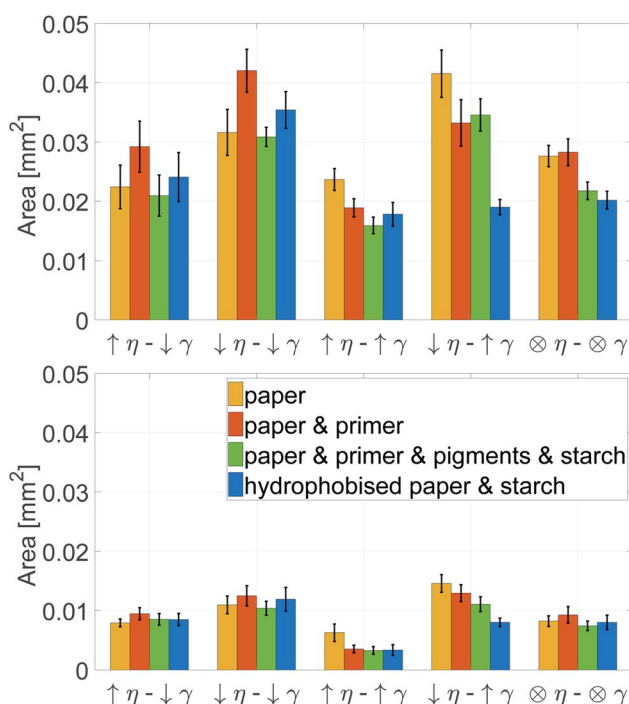 0.05
0.04
0.03
0.02
0.01
0
Area [mm²]
↑ η - ↓ γ ↓ η - ↓ γ ↑ η - ↑ γ ↓ η - ↑ γ ⊗ η - ⊗ γ
0.05
0.04
0.03
0.02
0.01
0
Area [mm²]
paper
paper & primer
paper & primer & pigments & starch
hydrophobised paper & starch
↑ η - ↓ γ ↓ η - ↓ γ ↑ η - ↑ γ ↓ η - ↑ γ ⊗ η - ⊗ γ